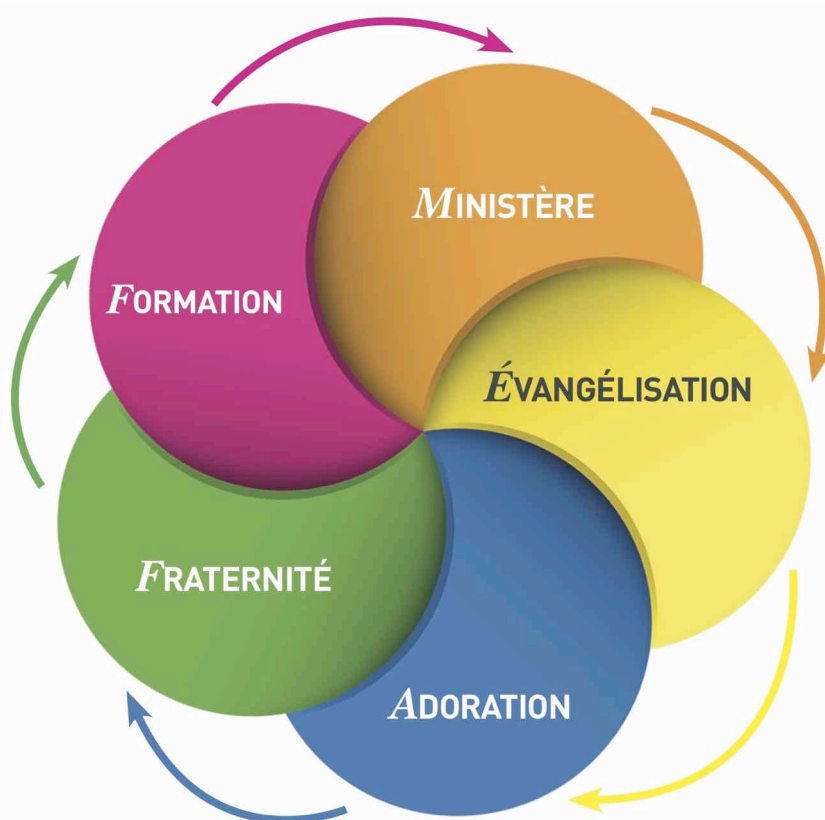 MINISTÈRE
FORMATION
ÉVANGÉLISATION
FRATERNITÉ
ADORATION